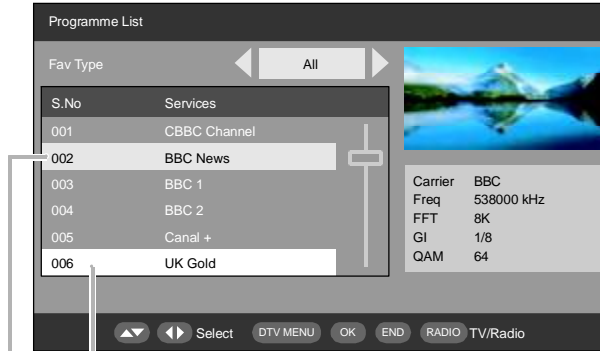 Programme List
Fav Type All
S.No Services
001 CBBC Channel
002 BBC News
003 BBC 1
004 BBC 2
005 Canal +
006 UK Gold
Carrier BBC
Freq 538000 kHz
FFT 8K
GI 1/8
QAM 64
Select DTV MENU OK END RADIO TV/Radio